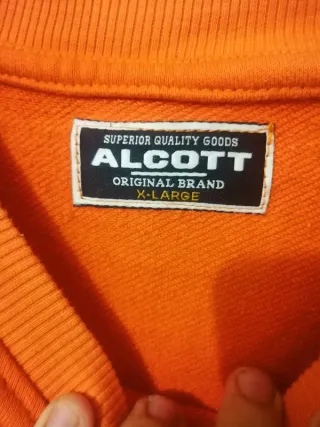 SUPERIOR QUALITY GOODS
ALCOTT
ORIGINAL BRAND
X-LARGE